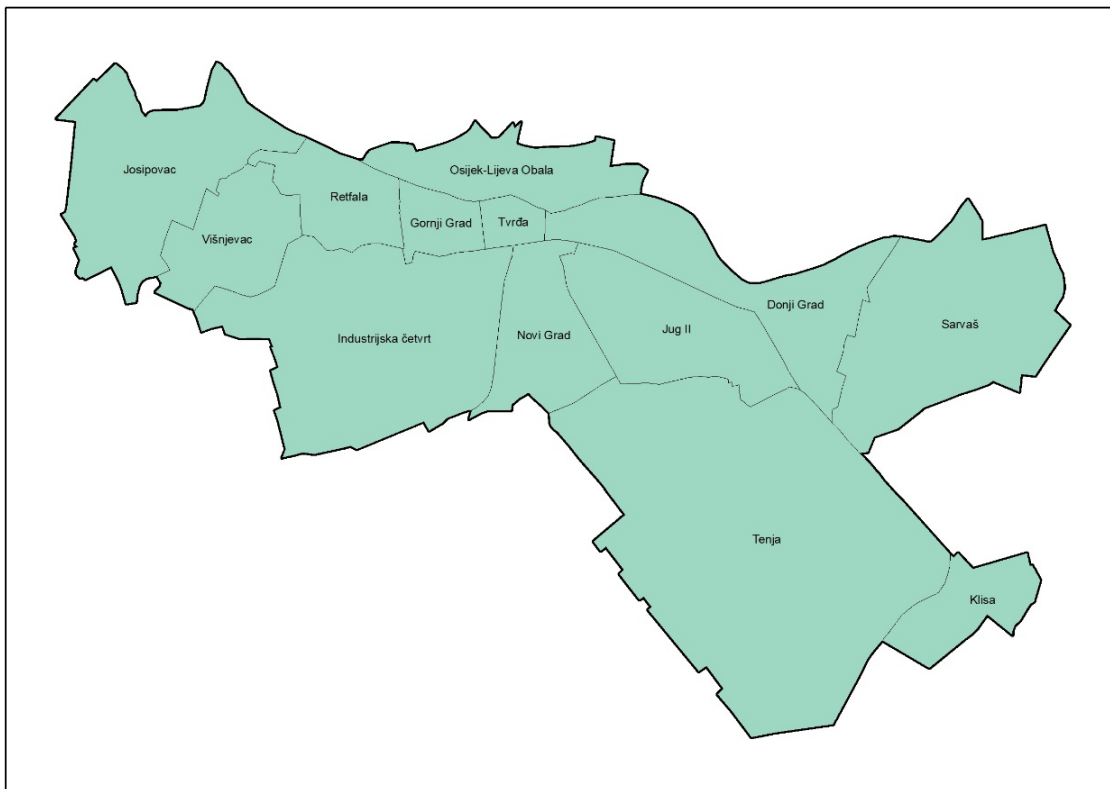 Josipovac
Osijek-Lijeva Obala
Retfala
Gornji Grad
Tvrđa
Višnjevac
Donji Grad
Sarvaš
Jug II
Novi Grad
Industrijska četvrt
Tenja
Klisa